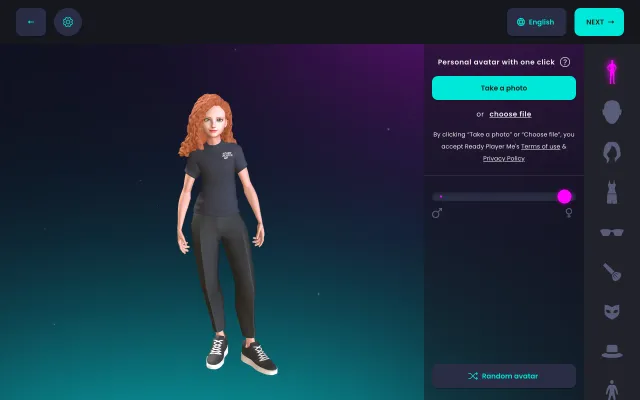 ←
English
NEXT →
Personal avatar with one click ?
Take a photo
or choose file
By clicking "Take a photo" or "Choose file", you
accept Ready Player Me's Terms of use &
Privacy Policy
♂ ♀
Random avatar